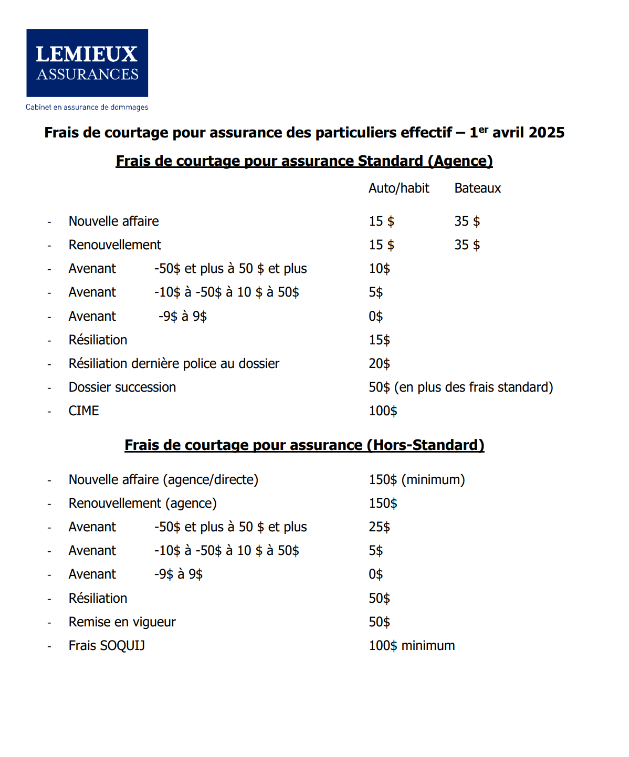 LEMIEUX
ASSURANCES
Cabinet en assurance de dommages
Frais de courtage pour assurance des particuliers effectif – 1er avril 2025
Frais de courtage pour assurance Standard (Agence)
Auto/habit Bateaux
- Nouvelle affaire 15 $ 35 $
- Renouvellement 15 $ 35 $
- Avenant -50$ et plus à 50 $ et plus 10$
- Avenant -10$ à -50$ à 10 $ à 50$ 5$
- Avenant -9$ à 9$ 0$
- Résiliation 15$
- Résiliation dernière police au dossier 20$
- Dossier succession 50$ (en plus des frais standard)
- CIME 100$
Frais de courtage pour assurance (Hors-Standard)
- Nouvelle affaire (agence/directe) 150$ (minimum)
- Renouvellement (agence) 150$
- Avenant -50$ et plus à 50 $ et plus 25$
- Avenant -10$ à -50$ à 10 $ à 50$ 5$
- Avenant -9$ à 9$ 0$
- Résiliation 50$
- Remise en vigueur 50$
- Frais SOQUIJ 100$ minimum